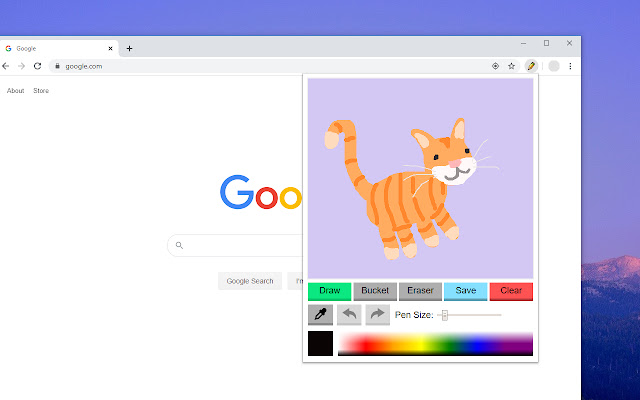 Google
google.com
About
Store
Goo
Google Search
I'm
Draw
Bucket
Eraser
Save
Clear
Pen Size: